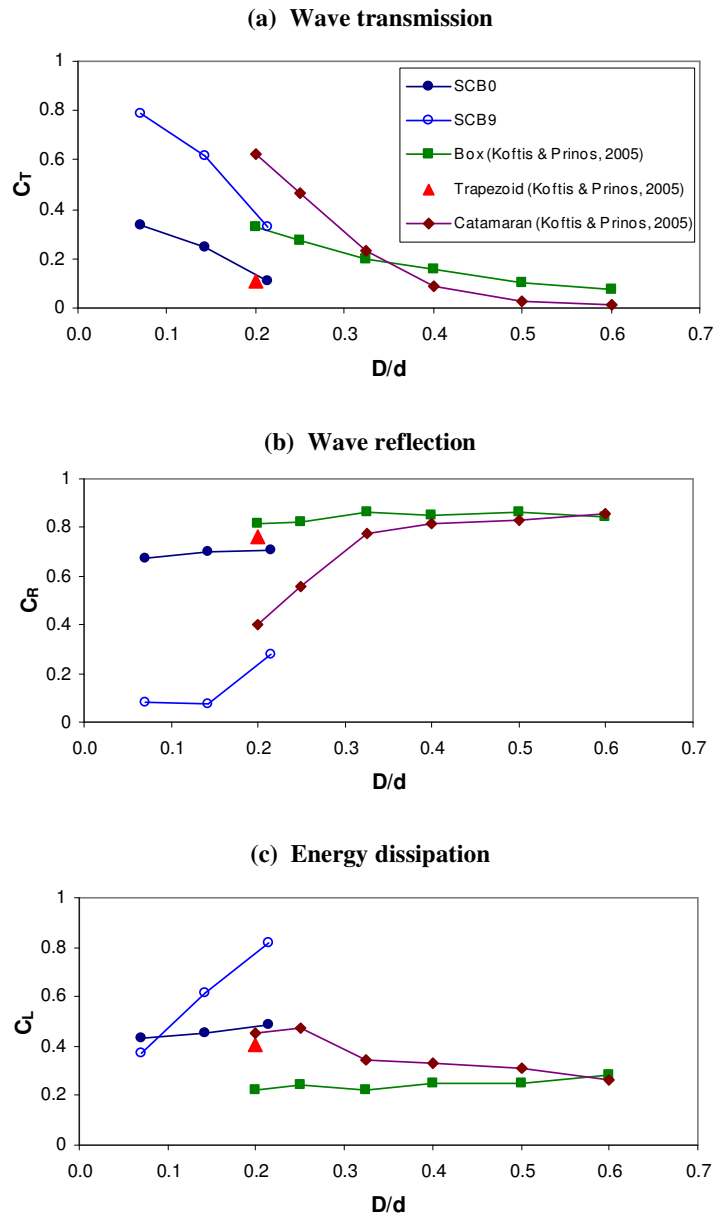 (a) Wave transmission
1
0.8
0.6
0.4
0.2
0
CT
0.0 0.1 0.2 0.3 0.4 0.5 0.6 0.7
D/d
SCB0
SCB9
Box (Koftis & Prinos, 2005)
Trapezoid (Koftis & Prinos, 2005)
Catamaran (Koftis & Prinos, 2005)
(b) Wave reflection
1
0.8
0.6
0.4
0.2
0
CR
0.0 0.1 0.2 0.3 0.4 0.5 0.6 0.7
D/d
(c) Energy dissipation
1
0.8
0.6
0.4
0.2
0
CL
0.0 0.1 0.2 0.3 0.4 0.5 0.6 0.7
D/d